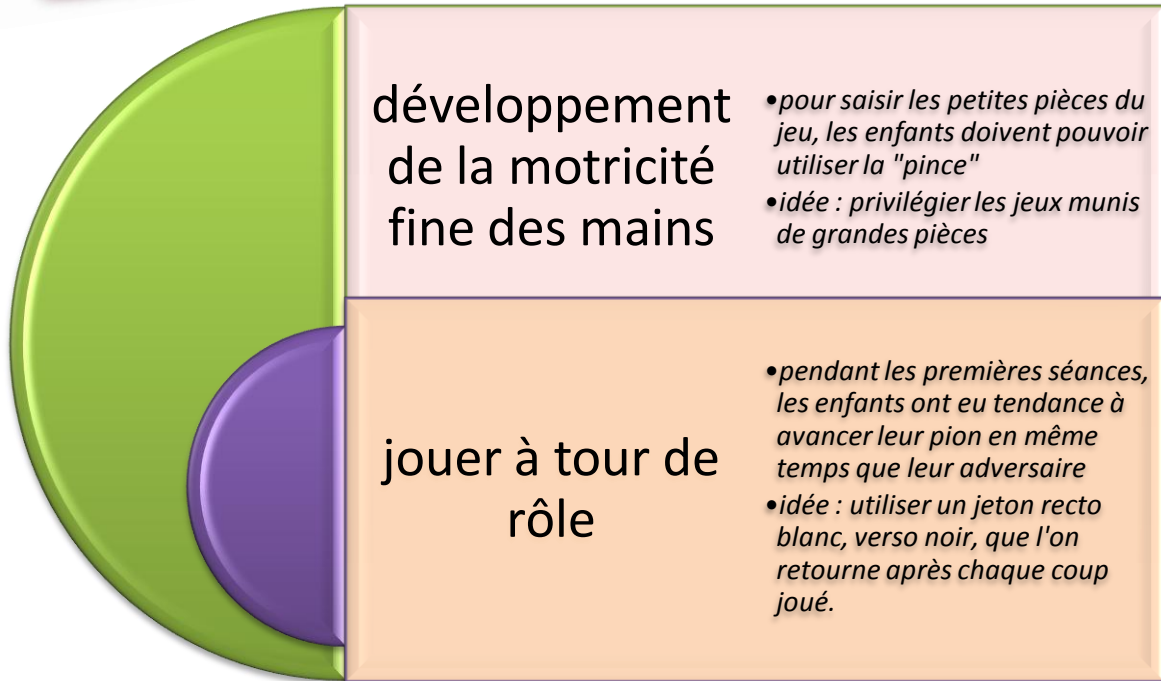 développement
de la motricité
fine des mains
•pour saisir les petites pièces du
jeu, les enfants doivent pouvoir
utiliser la "pince"
•idée : privilégier les jeux munis
de grandes pièces
jouer à tour de
rôle
•pendant les premières séances,
les enfants ont eu tendance à
avancer leur pion en même
temps que leur adversaire
•idée : utiliser un jeton recto
blanc, verso noir, que l'on
retourne après chaque coup
joué.